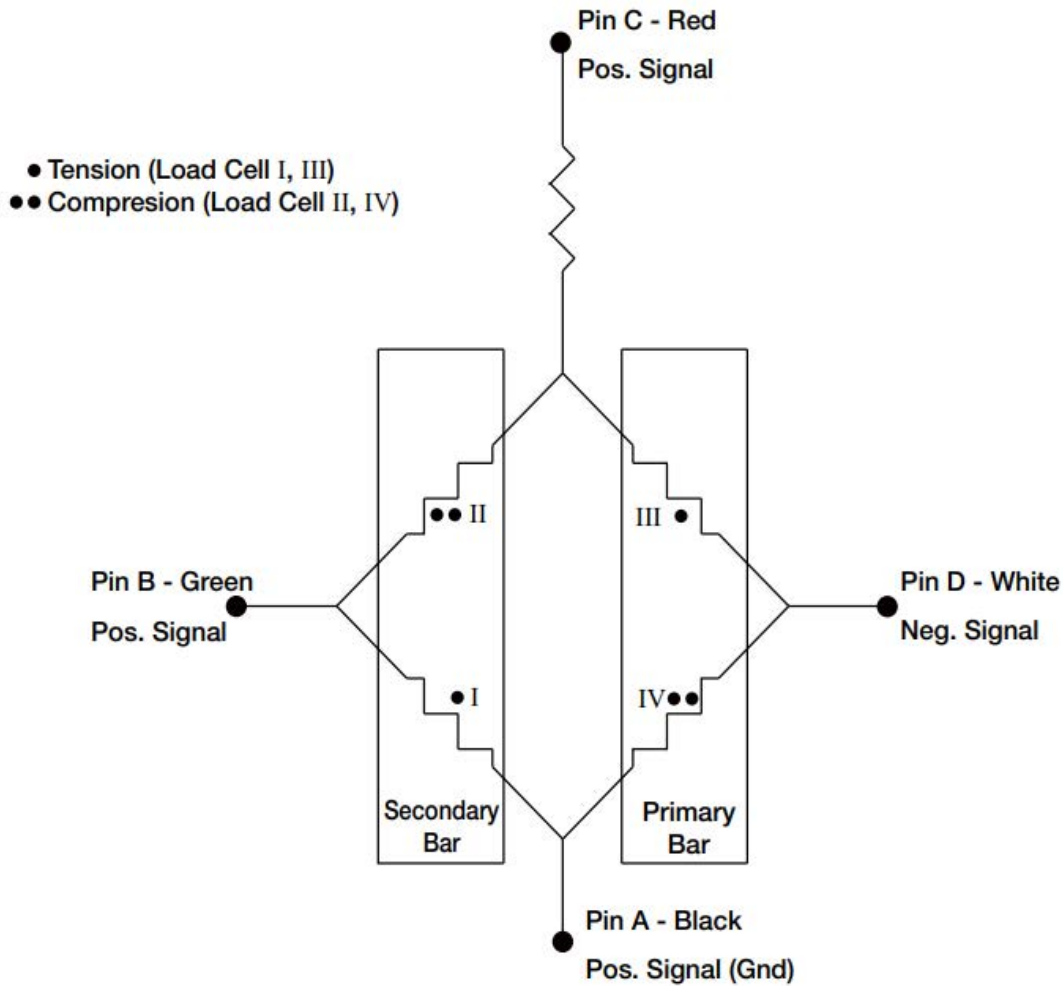 Pin C - Red
Pos. Signal
Tension (Load Cell I, III)
Compresion (Load Cell II, IV)
II
III
Pin B - Green
Pos. Signal
Pin D - White
Neg. Signal
I
IV
Secondary
Bar
Primary
Bar
Pin A - Black
Pos. Signal (Gnd)